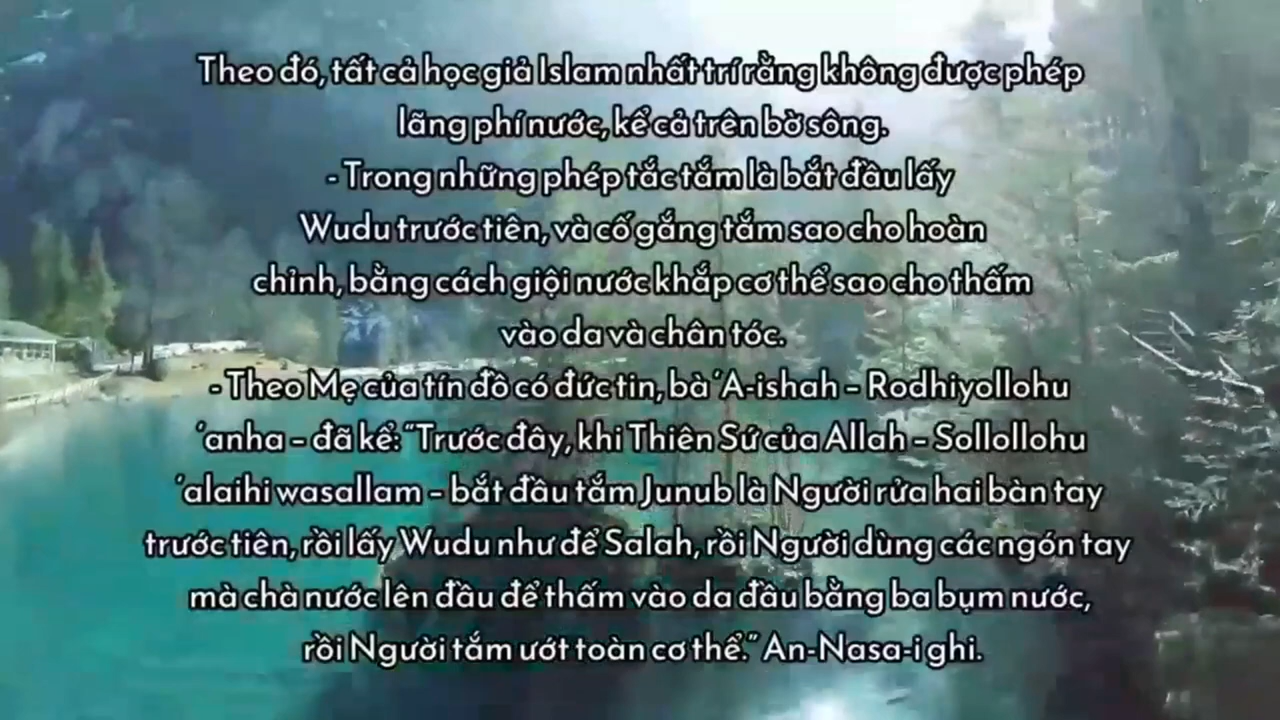 Theo đó, tất cả học giả Islam nhất trí rằng không được phép
lãng phí nước, kể cả trên bờ sông.
- Trong những phép tắc tắm là bắt đầu lấy
Wudu trước tiên, và cố gắng tắm sao cho hoàn
chỉnh, bằng cách giội nước khắp cơ thể sao cho thấm
vào da và chân tóc.
- Theo Mẹ của tín đồ có đức tin, bà ‘A-ishah – Rodhiyollohu
‘anha – đã kể: “Trước đây, khi Thiên Sứ của Allah – Sollollohu
‘alaihi wasallam – bắt đầu tắm Junub là Người rửa hai bàn tay
trước tiên, rồi lấy Wudu như để Salah, rồi Người dùng các ngón tay
mà chà nước lên đầu để thấm vào da đầu bằng ba bụm nước,
rồi Người tắm ướt toàn cơ thể.” An-Nasa-i ghi.